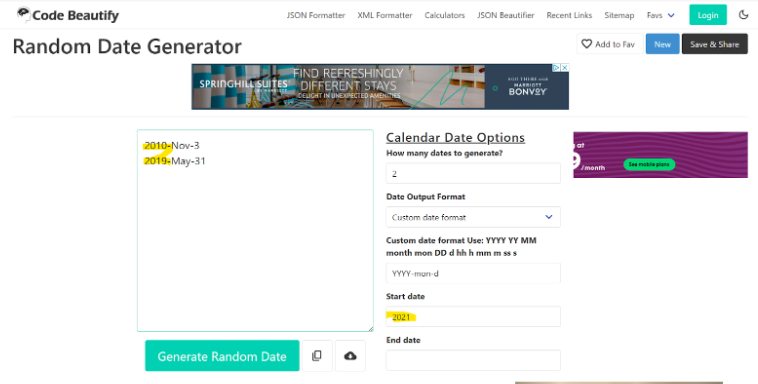 Code Beautify
JSON Formatter XML Formatter Calculators JSON Beautifier Recent Links Sitemap Favs Login
Random Date Generator
Add to Fav New Save & Share
SPRINGHILL SUITES
FIND REFRESHINGLY
DIFFERENT STAYS
DELIGHT IN UNEXPECTED AMENITIES
MARRIOTT
BONVOY
2010-Nov-3
2019-May-31
Calendar Date Options
How many dates to generate?
2
Date Output Format
Custom date format
Custom date format Use: YYYY YY MM
month mon DD d hh h mm m ss s
YYYY-mon-d
Start date
2021
End date
Generate Random Date
at
/month
See mobile plans